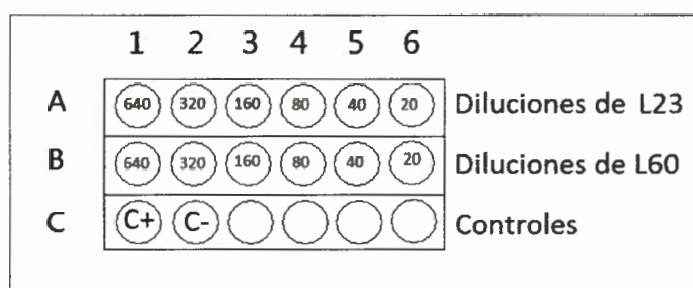 1 2 3 4 5 6
A 640 320 160 80 40 20 Diluciones de L23
B 640 320 160 80 40 20 Diluciones de L60
C C+ C- Controles